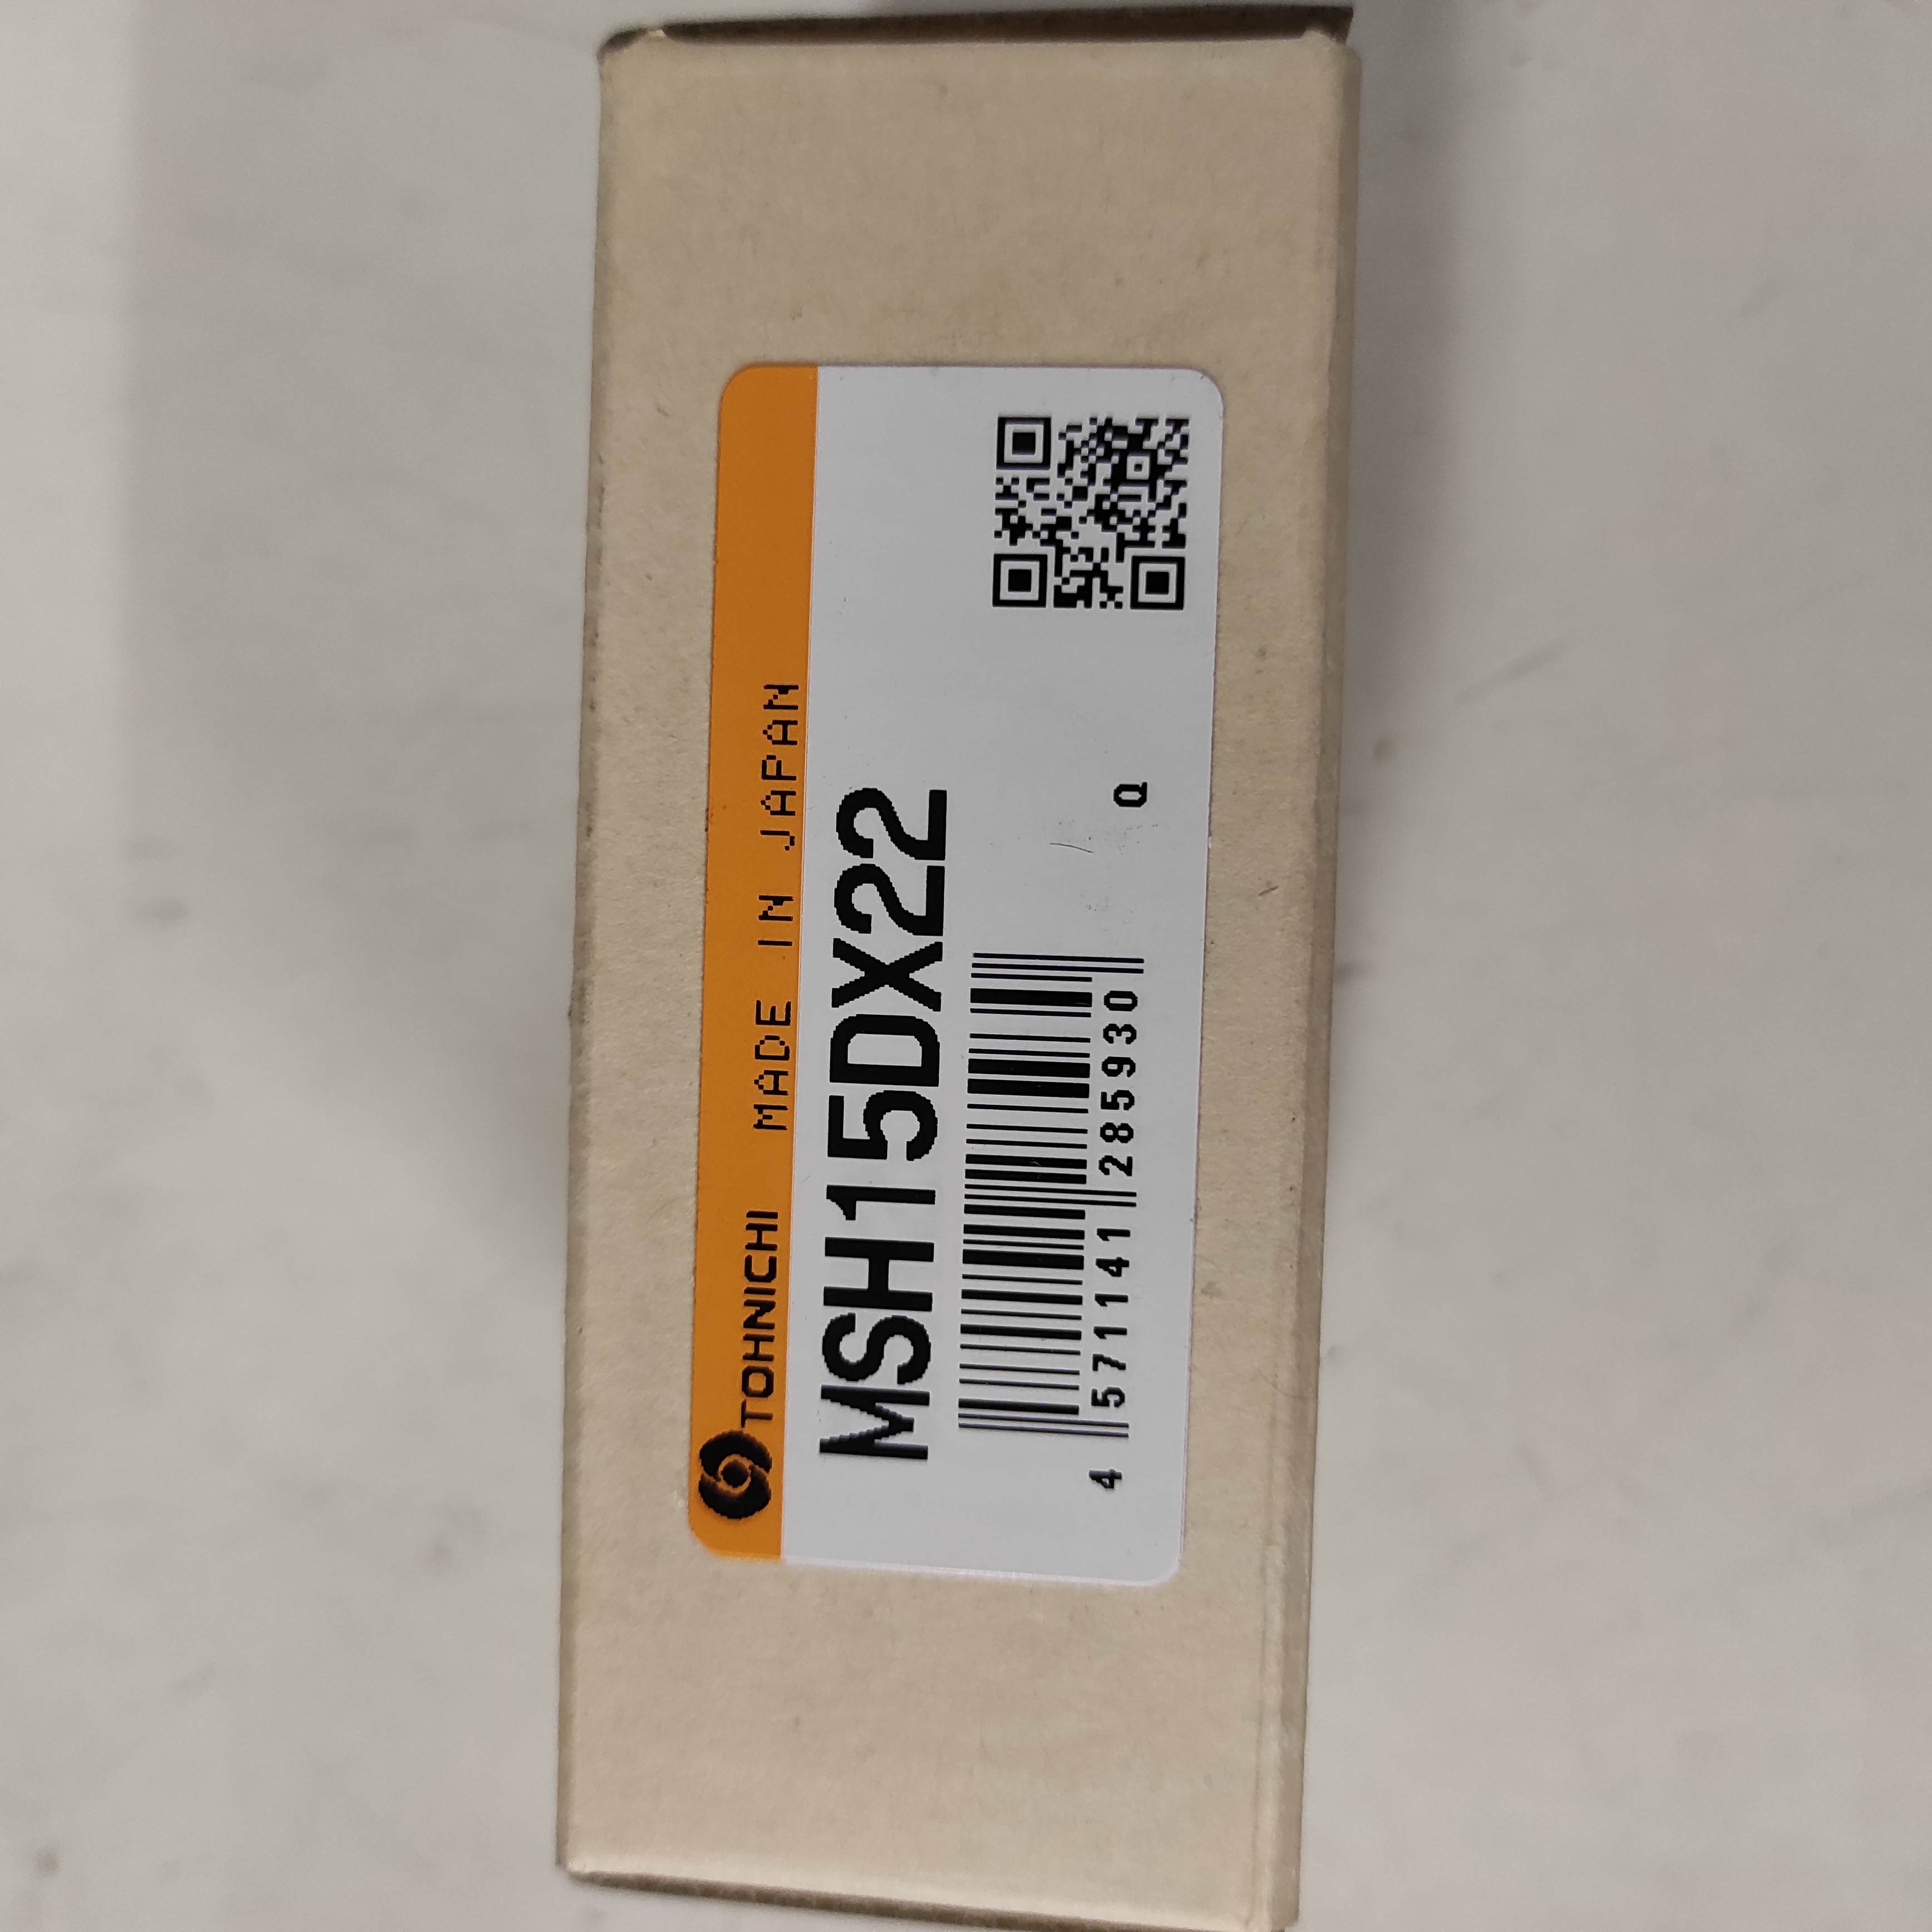 TOHNICHI MADE IN JAPAN
MSH15DX22
4 571141 285930 Q